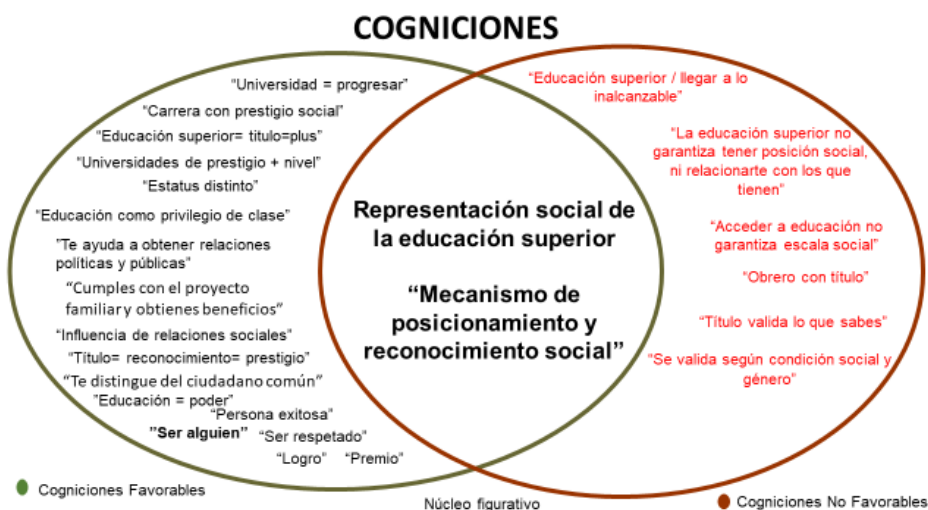 COGNICIONES
“Universidad = progresar”
“Carrera con prestigio social”
“Educación superior= titulo=plus”
“Universidades de prestigio + nivel”
“Estatus distinto”
“Educación como privilegio de clase”
“Te ayuda a obtener relaciones
políticas y públicas”
“Cumples con el proyecto
familiar y obtienes beneficios”
“Influencia de relaciones sociales”
“Título= reconocimiento= prestigio”
“Te distingue del ciudadano común”
“Educación = poder”
“Persona exitosa”
”Ser alguien” “Ser respetado”
“Logro” “Premio”
Representación social de
la educación superior
“Mecanismo de
posicionamiento y
reconocimiento social”
“Educación superior / llegar a lo
inalcanzable”
“La educación superior no
garantiza tener posición social,
ni relacionarte con los que
tienen”
“Acceder a educación no
garantiza escala social”
“Obrero con título”
“Título valida lo que sabes”
“Se valida según condición social y
género”
Cogniciones Favorables
Núcleo figurativo
Cogniciones No Favorables